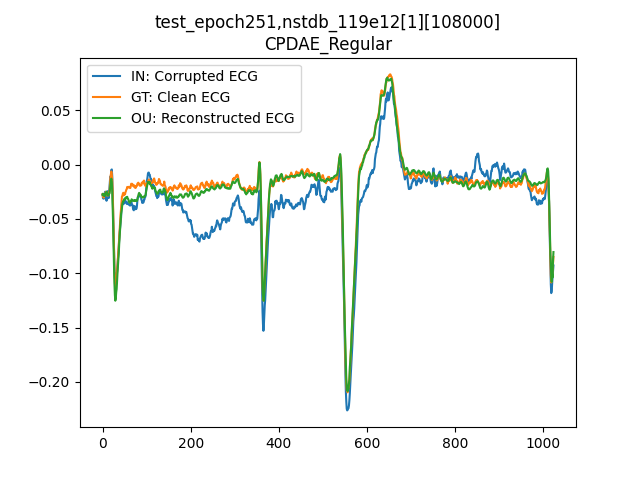 test_epoch251,nstdb_119e12[1][108000]
CPDAE_Regular
IN: Corrupted ECG
GT: Clean ECG
OU: Reconstructed ECG
0.05
0.00
−0.05
−0.10
−0.15
−0.20
0 200 400 600 800 1000